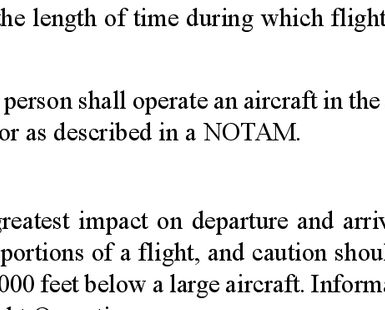 the length of time during which flight
person shall operate an aircraft in the
or as described in a NOTAM.
greatest impact on departure and arriv
portions of a flight, and caution shoul
000 feet below a large aircraft. Informa